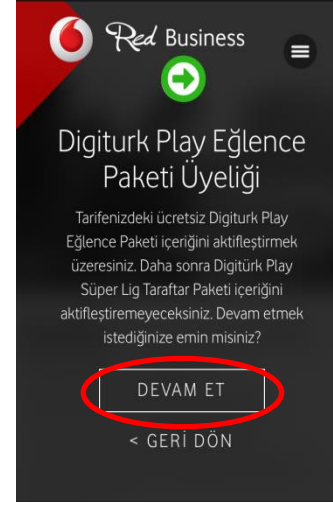 Red Business
Digiturk Play Eğlence
Paketi Üyeliği
Tarifenizdeki ücretsiz Digiturk Play
Eğlence Paketi içeriğini aktifleştirmek
üzeresiniz. Daha sonra Digitürk Play
Süper Lig Taraftar Paketi içeriğini
aktifleştiremeyeceksiniz. Devam etmek
istediğinize emin misiniz?
DEVAM ET
< GERİ DÖN